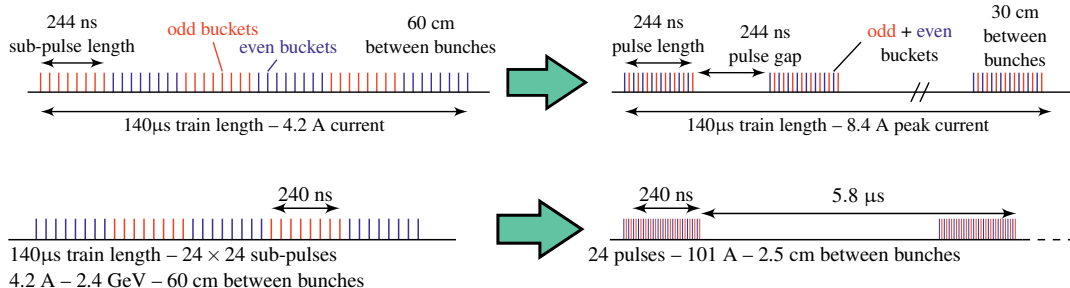 244 ns
sub-pulse length
odd buckets
even buckets
60 cm
between bunches
140μs train length – 4.2 A current
244 ns
pulse length
244 ns
pulse gap
odd + even
buckets
30 cm
between
bunches
140μs train length – 8.4 A peak current
240 ns
140μs train length – 24 × 24 sub-pulses
4.2 A – 2.4 GeV – 60 cm between bunches
240 ns
5.8 μs
24 pulses – 101 A – 2.5 cm between bunches